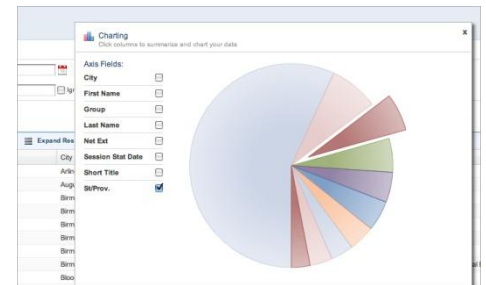 Charting
x
Click columns to summarize and chart your data
Axis Fields:
City
First Name
Group
Last Name
Net Ext
Session Stat Date
Short Title
St/Prov.
Expand Res
City
Arlin
Augu
Birm
Birm
Birm
Birm
Birm
Bloo